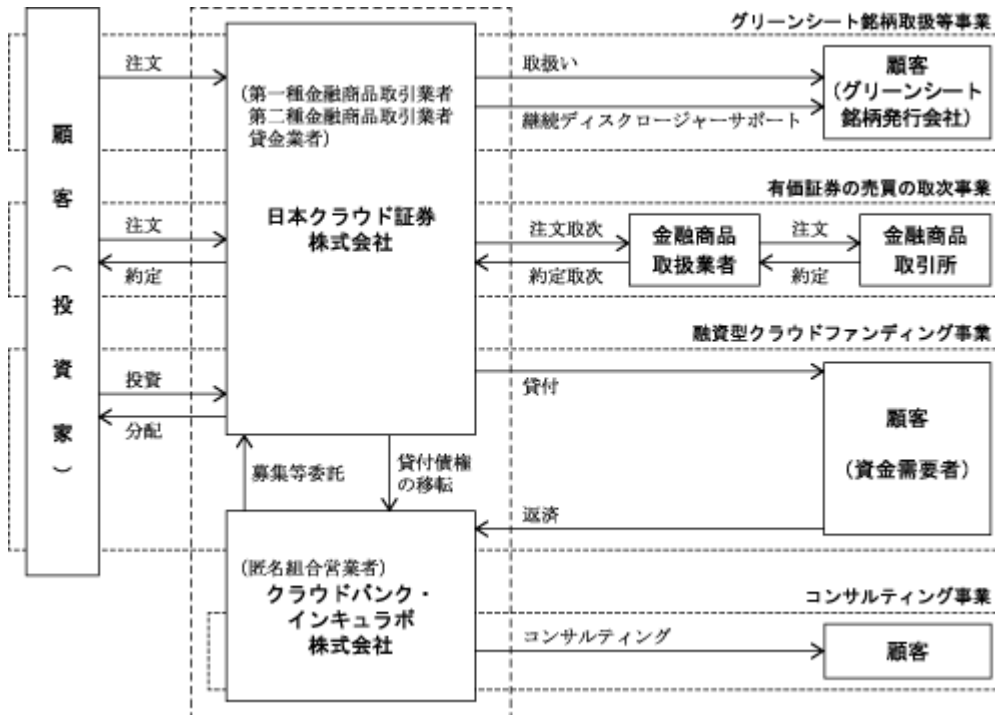 グリーンシート銘柄取扱等事業
顧客（投資家）
注文
(第一種金融商品取引業者
第二種金融商品取引業者
貸金業者)
日本クラウド証券
株式会社
取扱い
継続ディスクロージャーサポート
顧客
(グリーンシート
銘柄発行会社)
有価証券の売買の取次事業
注文
約定
注文取次
約定取次
金融商品
取扱業者
注文
約定
金融商品
取引所
融資型クラウドファンディング事業
投資
分配
貸付
顧客
(資金需要者)
募集等委託
貸付債権
の移転
返済
(匿名組合営業者)
クラウドバンク・
インキュラボ
株式会社
コンサルティング事業
コンサルティング
顧客